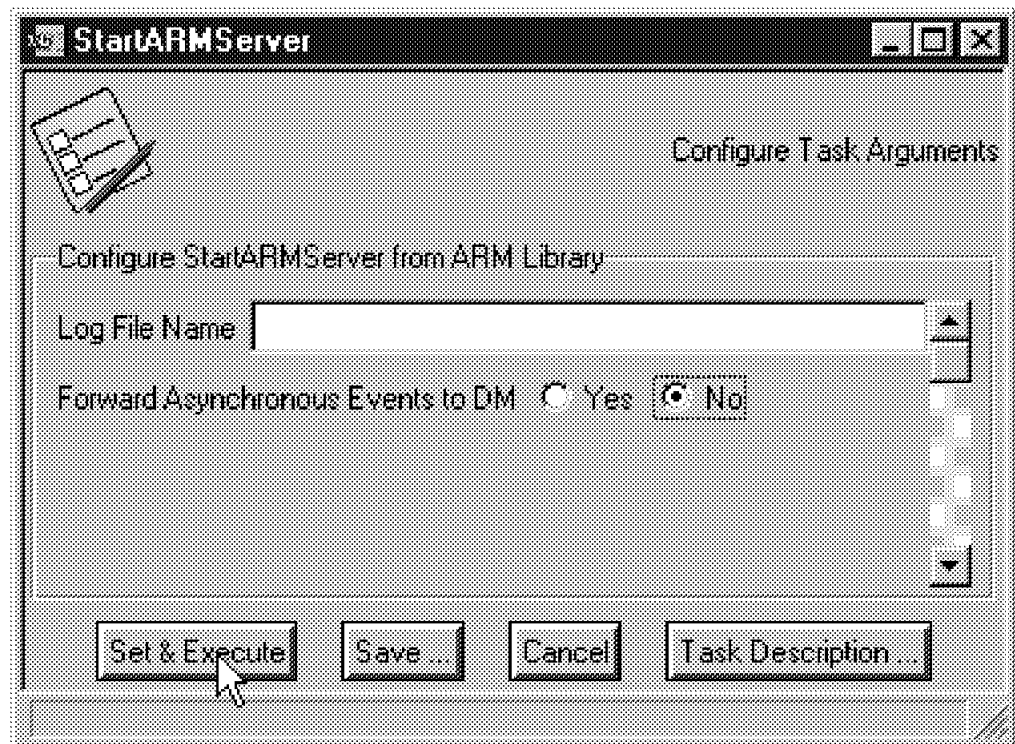 StartARMServer
Configure Task Arguments
Configure StartARMServer from ARM Library
Log File Name
Forward Asynchronous Events to DM Yes No
Set & Execute Save ... Cancel Task Description ...